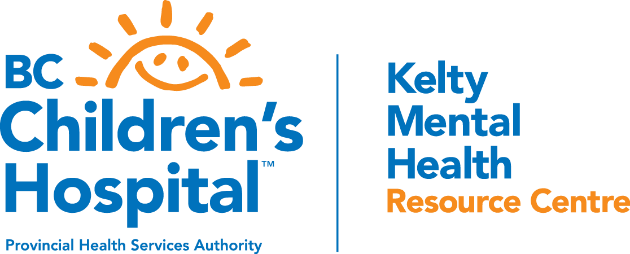 BC
Children's
Hospital™
Provincial Health Services Authority
Kelty
Mental
Health
Resource Centre